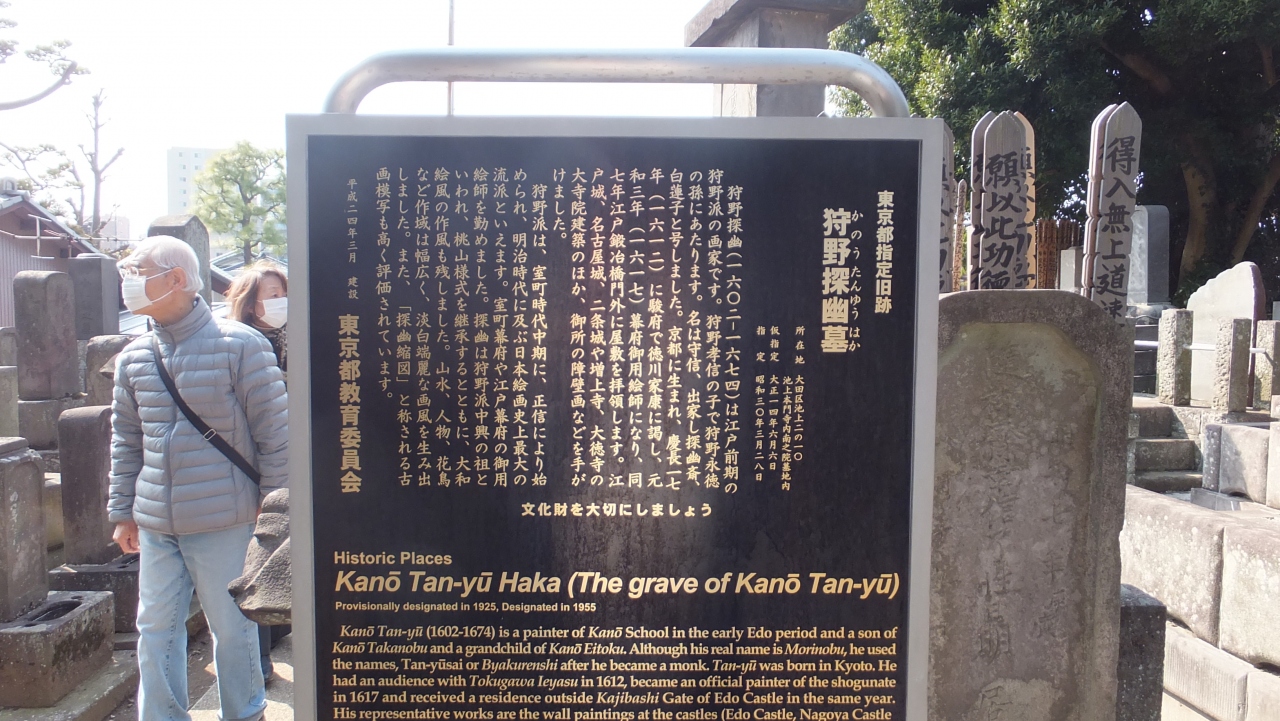 東京都指定旧跡
かのうたんゆうはか
狩野探幽墓
所在地 大田区池上二の一〇
池上本門寺内南之院墓地内
仮指定 大正一四年六月六日
指定 昭和三〇年三月二八日
狩野探幽(一六〇二-一六七四)は江戸前期の
狩野派の画家です。狩野孝信の子で狩野永徳
の孫にあたります。名は守信、出家し探幽斎、
白蓮子と号しました。京都に生まれ、慶長一七
年(一六一二)に駿府で徳川家康に謁し、元
和三年(一六一七)幕府御用絵師になり、同
七年江戸鍛冶橋門外に屋敷を拝領します。江
戸城、名古屋城、二条城や増上寺、大徳寺の
大寺院建築のほか、御所の障壁画などを手が
けました。
狩野派は、室町時代中期に、正信により始
められ、明治時代に及ぶ日本絵画史上最大の
流派といえます。室町幕府や江戸幕府の御用
絵師を勤めました。探幽は狩野派中興の祖と
いわれ、桃山様式を継承するとともに、大和
絵風の作風も残しました。山水、人物、花鳥
など作域は幅広く、淡白端麗な画風を生み出
しました。また、「探幽縮図」と称される古
画模写も高く評価されています。
平成二四年三月 建設
東京都教育委員会
文化財を大切にしましょう
Historic Places
Kanō Tan-yū Haka (The grave of Kanō Tan-yū)
Provisionally designated in 1925, Designated in 1955
Kanō Tan-yū (1602-1674) is a painter of Kanō School in the early Edo period and a son of
Kanō Takanobu and a grandchild of Kanō Eitoku. Although his real name is Morinobu, he used
the names, Tan-yūsai or Byakurenshi after he became a monk. Tan-yū was born in Kyoto. He
had an audience with Tokugawa Ieyasu in 1612, became an official painter of the shogunate
in 1617 and received a residence outside Kajibashi Gate of Edo Castle in the same year.
His representative works are the wall paintings at the castles (Edo Castle, Nagoya Castle
願以此功徳
得入無上道